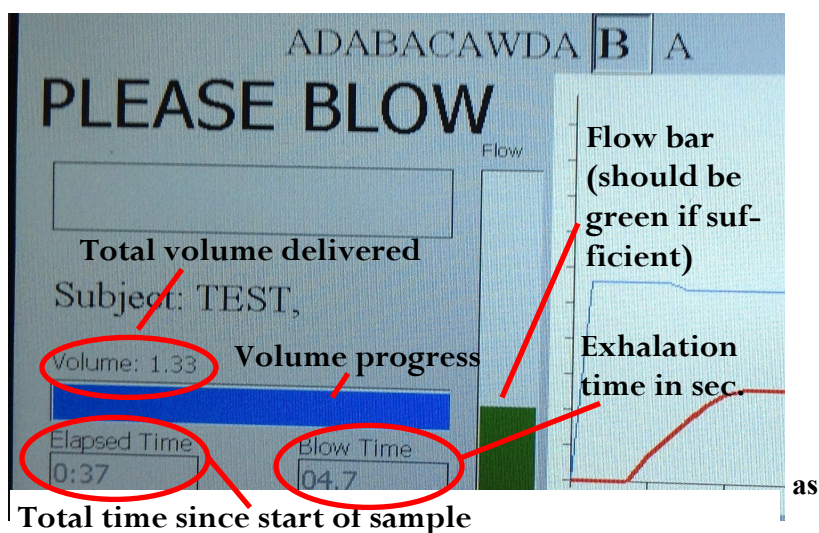 ADABACAWDA B A
PLEASE BLOW
Flow
Flow bar
(should be
green if suf-
ficient)
Total volume delivered
Subject: TEST,
Volume: 1.33
Volume progress
Exhalation
time in sec.
Elapsed Time
Blow Time
0:37
04.7
as
Total time since start of sample